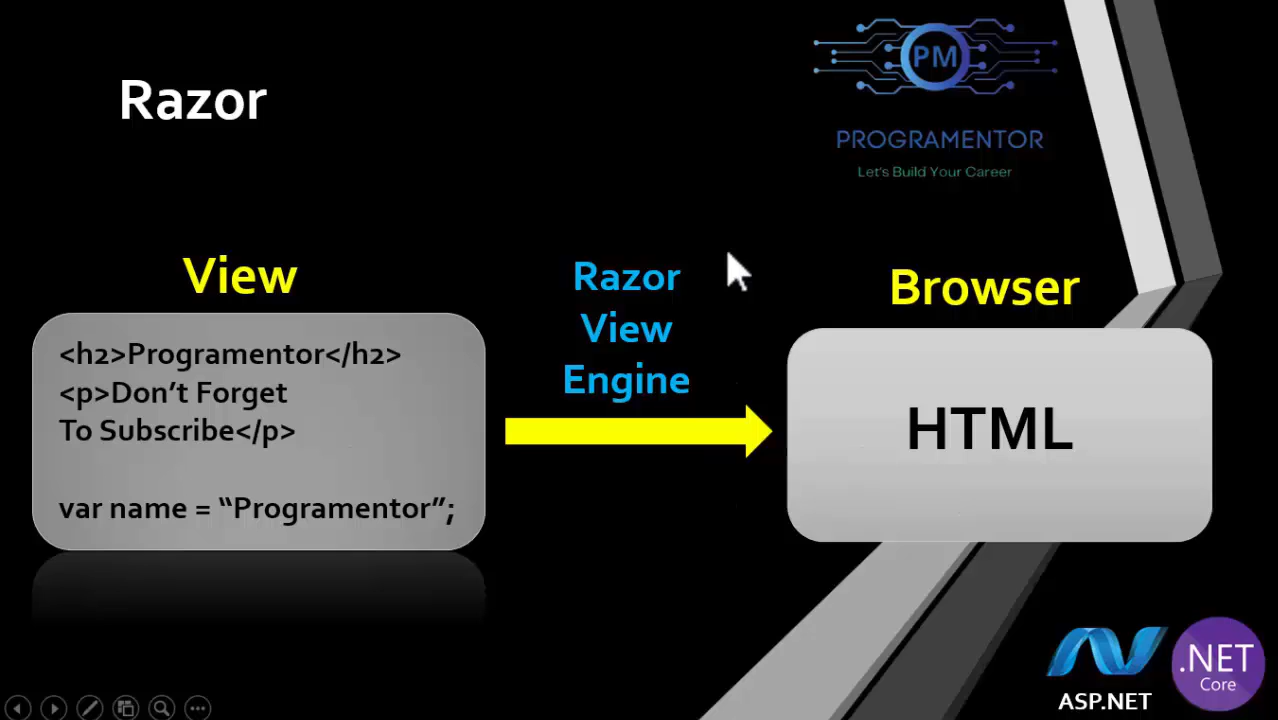 Razor
PM
PROGRAMENTOR
Let's Build Your Career
View
<h2>Programentor</h2>
<p>Don’t Forget
To Subscribe</p>
var name = “Programentor”;
Razor
View
Engine
Browser
HTML
ASP.NET
.NET
Core